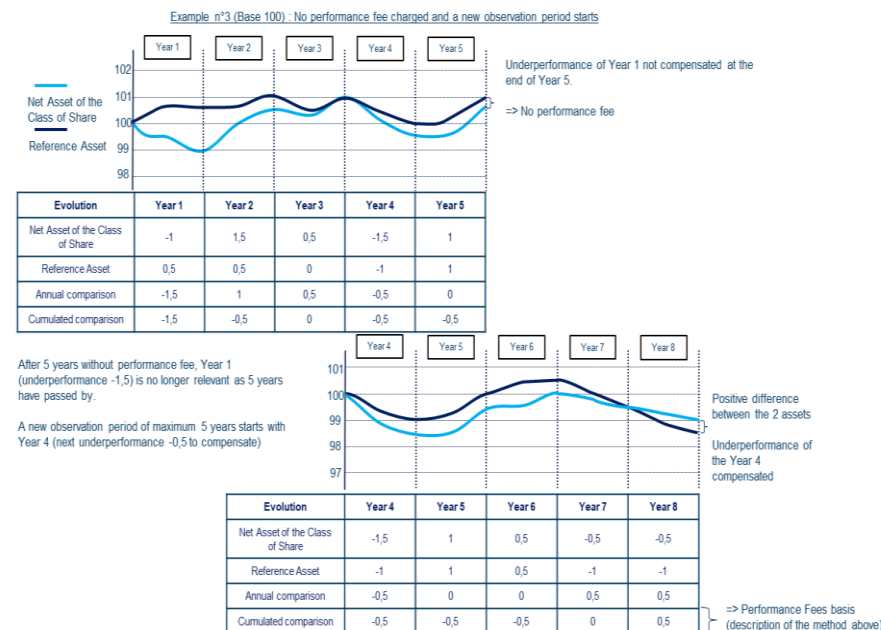 Example n°3 (Base 100) : No performance fee charged and a new observation period starts
Year 1 Year 2 Year 3 Year 4 Year 5
102
101
100
99
98
Net Asset of the
Class of Share
Reference Asset
Underperformance of Year 1 not compensated at the
end of Year 5.
=> No performance fee
Evolution Year 1 Year 2 Year 3 Year 4 Year 5
Net Asset of the Class
of Share -1 1,5 0,5 -1,5 1
Reference Asset 0,5 0,5 0 -1 1
Annual comparison -1,5 1 0,5 -0,5 0
Cumulated comparison -1,5 -0,5 0 -0,5 -0,5
After 5 years without performance fee, Year 1
(underperformance -1,5) is no longer relevant as 5 years
have passed by.
A new observation period of maximum 5 years starts with
Year 4 (next underperformance -0,5 to compensate)
Year 4 Year 5 Year 6 Year 7 Year 8
101
100
99
98
97
Positive difference
between the 2 assets
Underperformance of
the Year 4
compensated
Evolution Year 4 Year 5 Year 6 Year 7 Year 8
Net Asset of the Class
of Share -1,5 1 0,5 -0,5 -0,5
Reference Asset -1 1 0,5 -1 -1
Annual comparison -0,5 0 0 0,5 0,5
Cumulated comparison -0,5 -0,5 -0,5 0 0,5
=> Performance Fees basis
(description of the method above)